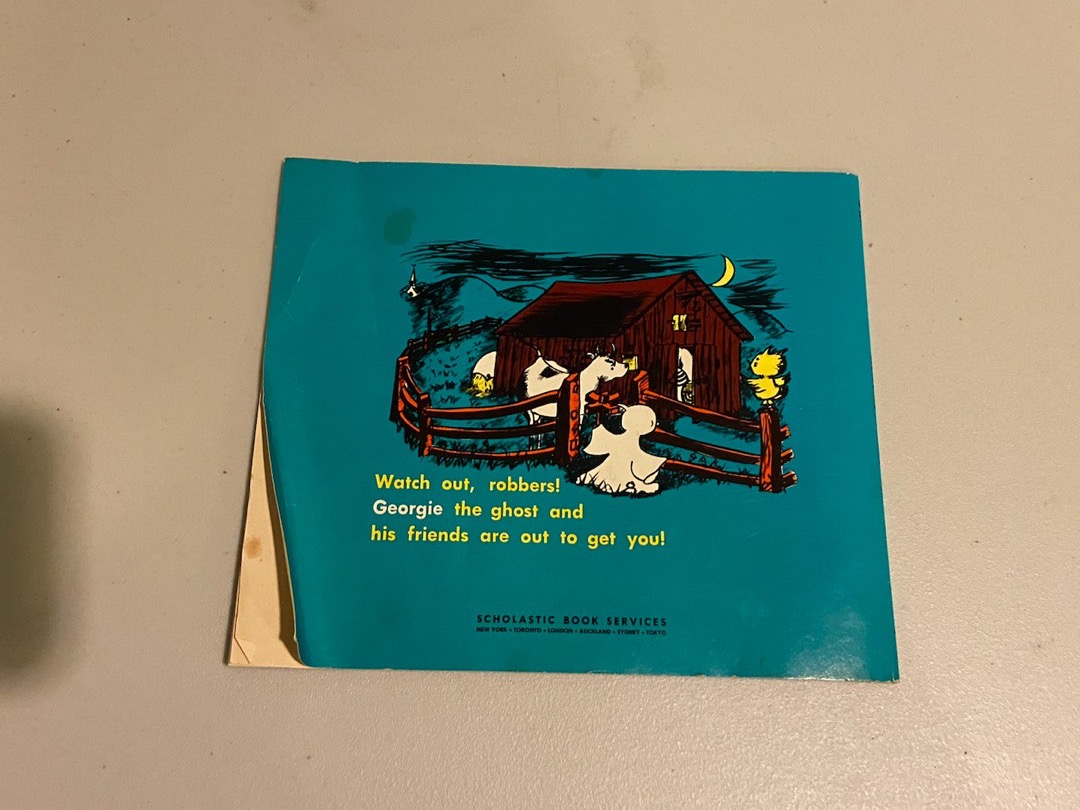 Watch out, robbers!
Georgie the ghost and
his friends are out to get you!
SCHOLASTIC BOOK SERVICES
NEW YORK • TORONTO • LONDON • AUCKLAND • SYDNEY • TOKYO